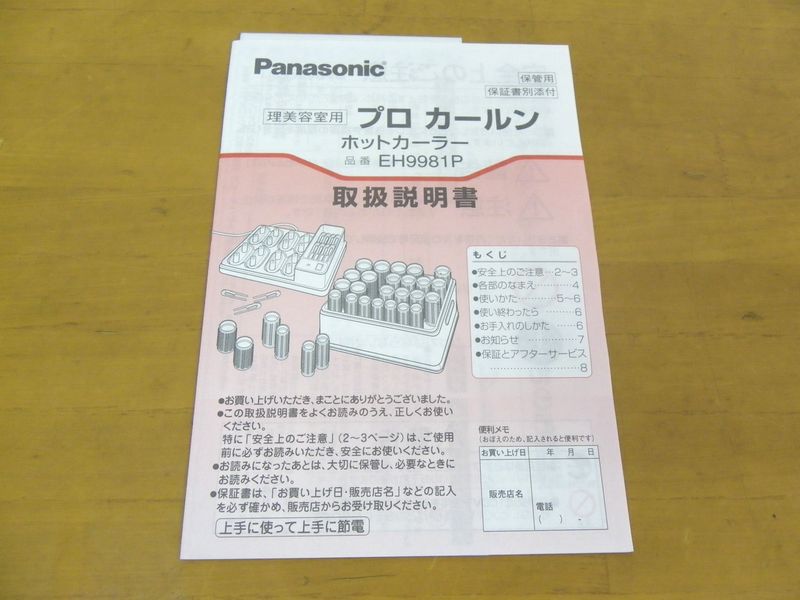 Panasonic
保管用
保証書別添付
理美容室用 プロ カールン
ホットカーラー
品番 EH9981P
取扱説明書
もくじ
●安全上のご注意…2～3
●各部のなまえ…………4
●使いかた…………5～6
●使い終わったら………6
●お手入れのしかた……6
●お知らせ………………7
●保証とアフターサービス
……………………………8
●お買い上げいただき、まことにありがとうございました。
●この取扱説明書をよくお読みのうえ、正しくお使い
ください。
特に「安全上のご注意」(2～3ページ)は、ご使用
前に必ずお読みいただき、安全にお使いください。
●お読みになったあとは、大切に保管し、必要なときに
お読みください。
●保証書は、「お買い上げ日・販売店名」などの記入
を必ず確かめ、販売店からお受け取りください。
上手に使って上手に節電
便利メモ
(おぼえのため、記入されると便利です)
お買い上げ日 年 月 日
販売店名
電話
( ) -